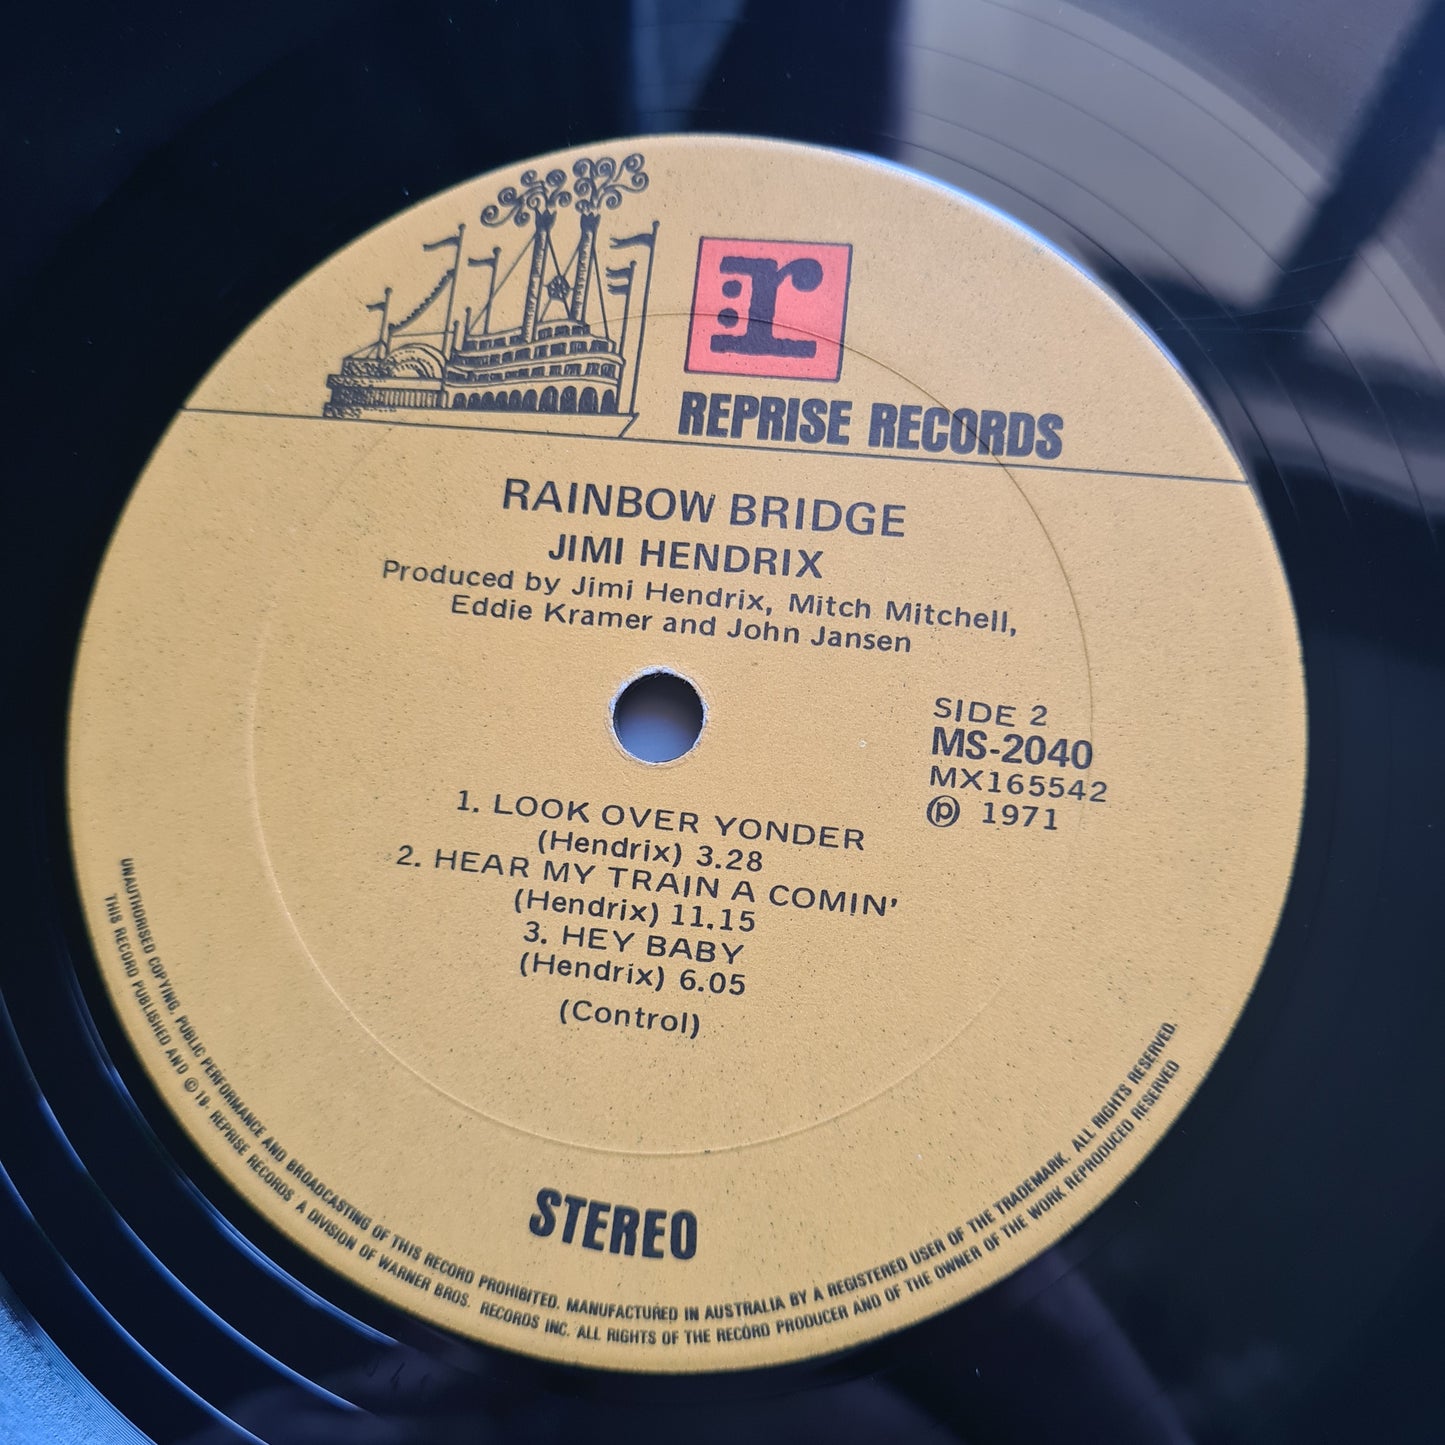 r:
REPRISE RECORDS
RAINBOW BRIDGE
JIMI HENDRIX
Produced by Jimi Hendrix, Mitch Mitchell,
Eddie Kramer and John Jansen
SIDE 2
MS-2040
MX165542
℗ 1971
1. LOOK OVER YONDER
(Hendrix) 3.28
2. HEAR MY TRAIN A COMIN'
(Hendrix) 11.15
3. HEY BABY
(Hendrix) 6.05
(Control)
STEREO
UNAUTHORISED COPYING, PUBLIC PERFORMANCE AND BROADCASTING OF THIS RECORD PROHIBITED. MANUFACTURED IN AUSTRALIA BY A REGISTERED USER OF THE TRADEMARK. ALL RIGHTS RESERVED.
THIS RECORD PUBLISHED AND © 19· REPRISE RECORDS. A DIVISION OF WARNER BROS. RECORDS INC. ALL RIGHTS OF THE RECORD PRODUCER AND OF THE OWNER OF THE WORK REPRODUCED RESERVED